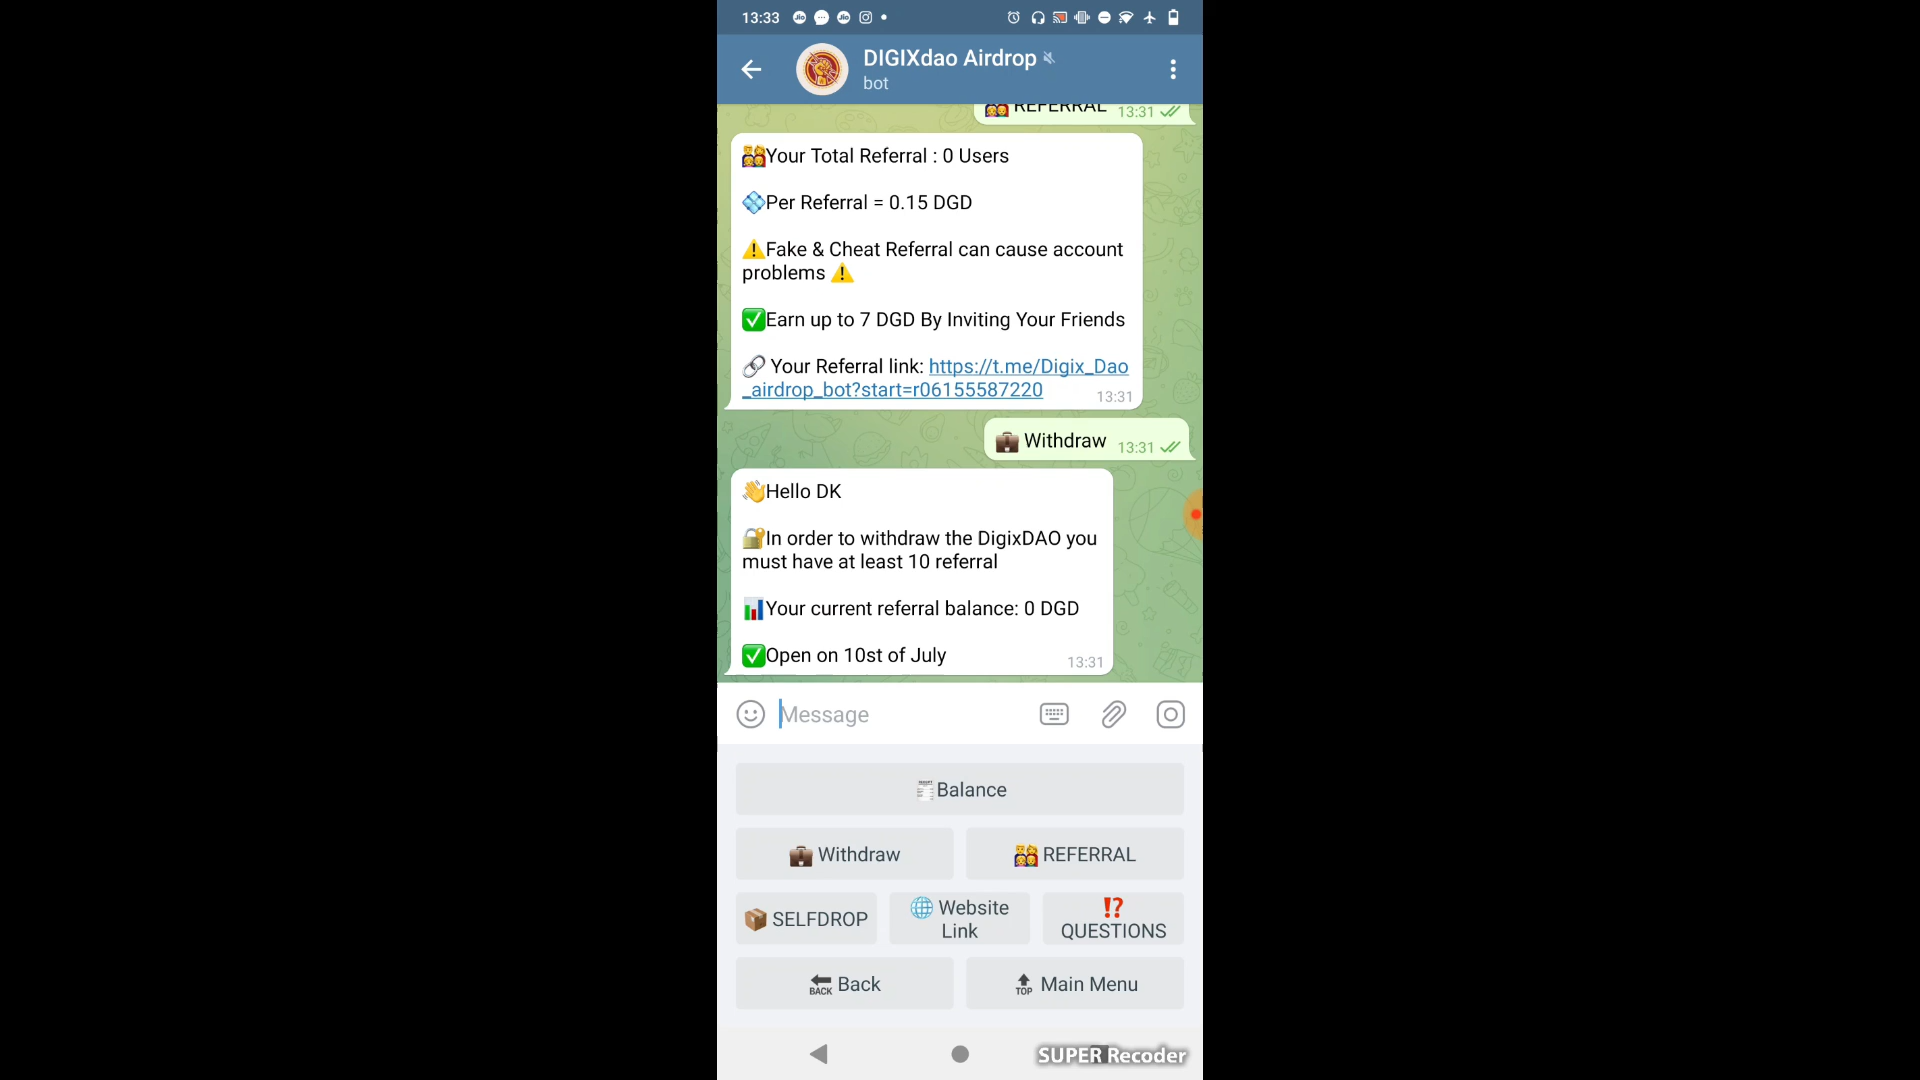 13:33
DIGIXdao Airdrop
bot
REFERRAL 13:31
Your Total Referral : 0 Users
Per Referral = 0.15 DGD
Fake & Cheat Referral can cause account
problems
Earn up to 7 DGD By Inviting Your Friends
Your Referral link: https://t.me/Digix_Dao
_airdrop_bot?start=r06155587220
13:31
Withdraw 13:31
Hello DK
In order to withdraw the DigixDAO you
must have at least 10 referral
Your current referral balance: 0 DGD
Open on 10st of July
13:31
Message
Balance
Withdraw
REFERRAL
SELFDROP
Website
Link
QUESTIONS
BACK Back
TOP Main Menu
SUPER Recoder